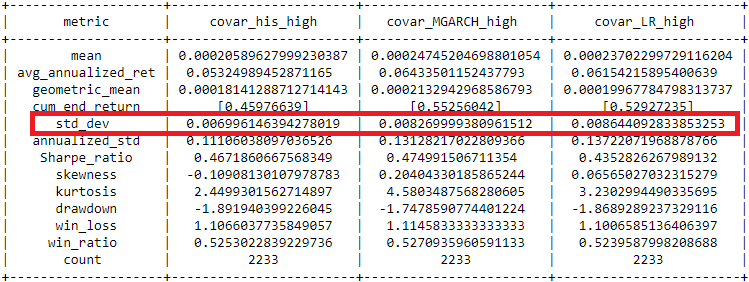 metric | covar_his_high | covar_MGARCH_high | covar_LR_high
mean | 0.00020589627999230387 | 0.00024745204698801054 | 0.00023702299729116204
avg_annualized_ret | 0.05324989452871165 | 0.06433501152437793 | 0.06154215895400639
geometric_mean | 0.00018141288712714143 | 0.0002132942968586793 | 0.00019967784798313737
cum_end_return | [0.45976639] | [0.55256042] | [0.52927235]
std_dev | 0.006996146394278019 | 0.008269999380961512 | 0.008644092833853253
annualized_std | 0.11106038097036526 | 0.13128217022809366 | 0.13722071968878766
Sharpe_ratio | 0.4671860667568349 | 0.474991506711354 | 0.4352826267989132
skewness | -0.10908130107978783 | 0.20404330185865244 | 0.06565027032315279
kurtosis | 2.4499301562714897 | 4.5803487568280605 | 3.2302994490335695
drawdown | -1.891940399226045 | -1.7478590774401224 | -1.8689289237329116
win_loss | 1.1066037735849057 | 1.1145833333333333 | 1.1006585136406397
win_ratio | 0.5253022839229736 | 0.5270935960591133 | 0.5239587998208688
count | 2233 | 2233 | 2233